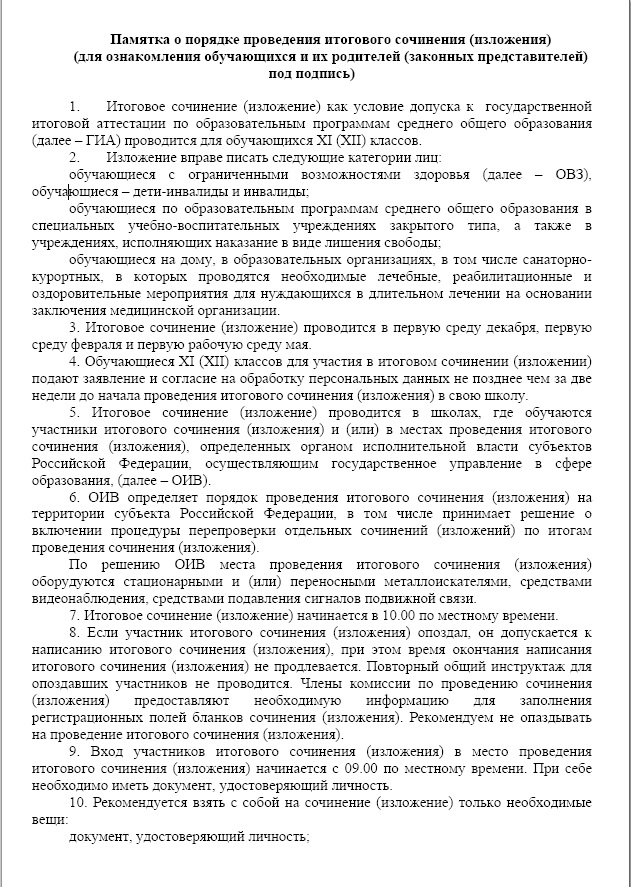 Памятка о порядке проведения итогового сочинения (изложения)
(для ознакомления обучающихся и их родителей (законных представителей)
под подпись)
1. Итоговое сочинение (изложение) как условие допуска к государственной
итоговой аттестации по образовательным программам среднего общего образования
(далее – ГИА) проводится для обучающихся XI (XII) классов.
2. Изложение вправе писать следующие категории лиц:
обучающиеся с ограниченными возможностями здоровья (далее – ОВЗ),
обучающиеся – дети-инвалиды и инвалиды;
обучающиеся по образовательным программам среднего общего образования в
специальных учебно-воспитательных учреждениях закрытого типа, а также в
учреждениях, исполняющих наказание в виде лишения свободы;
обучающиеся на дому, в образовательных организациях, в том числе санаторно-
курортных, в которых проводятся необходимые лечебные, реабилитационные и
оздоровительные мероприятия для нуждающихся в длительном лечении на основании
заключения медицинской организации.
3. Итоговое сочинение (изложение) проводится в первую среду декабря, первую
среду февраля и первую рабочую среду мая.
4. Обучающиеся XI (XII) классов для участия в итоговом сочинении (изложении)
подают заявление и согласие на обработку персональных данных не позднее чем за две
недели до начала проведения итогового сочинения (изложения) в свою школу.
5. Итоговое сочинение (изложение) проводится в школах, где обучаются
участники итогового сочинения (изложения) и (или) в местах проведения итогового
сочинения (изложения), определенных органом исполнительной власти субъектов
Российской Федерации, осуществляющим государственное управление в сфере
образования, (далее – ОИВ).
6. ОИВ определяет порядок проведения итогового сочинения (изложения) на
территории субъекта Российской Федерации, в том числе принимает решение о
включении процедуры перепроверки отдельных сочинений (изложений) по итогам
проведения сочинения (изложения).
По решению ОИВ места проведения итогового сочинения (изложения)
оборудуются стационарными и (или) переносными металлоискателями, средствами
видеонаблюдения, средствами подавления сигналов подвижной связи.
7. Итоговое сочинение (изложение) начинается в 10.00 по местному времени.
8. Если участник итогового сочинения (изложения) опоздал, он допускается к
написанию итогового сочинения (изложения), при этом время окончания написания
итогового сочинения (изложения) не продлевается. Повторный общий инструктаж для
опоздавших участников не проводится. Члены комиссии по проведению сочинения
(изложения) предоставляют необходимую информацию для заполнения
регистрационных полей бланков сочинения (изложения). Рекомендуем не опаздывать
на проведение итогового сочинения (изложения).
9. Вход участников итогового сочинения (изложения) в место проведения
итогового сочинения (изложения) начинается с 09.00 по местному времени. При себе
необходимо иметь документ, удостоверяющий личность.
10. Рекомендуется взять с собой на сочинение (изложение) только необходимые
вещи:
документ, удостоверяющий личность;